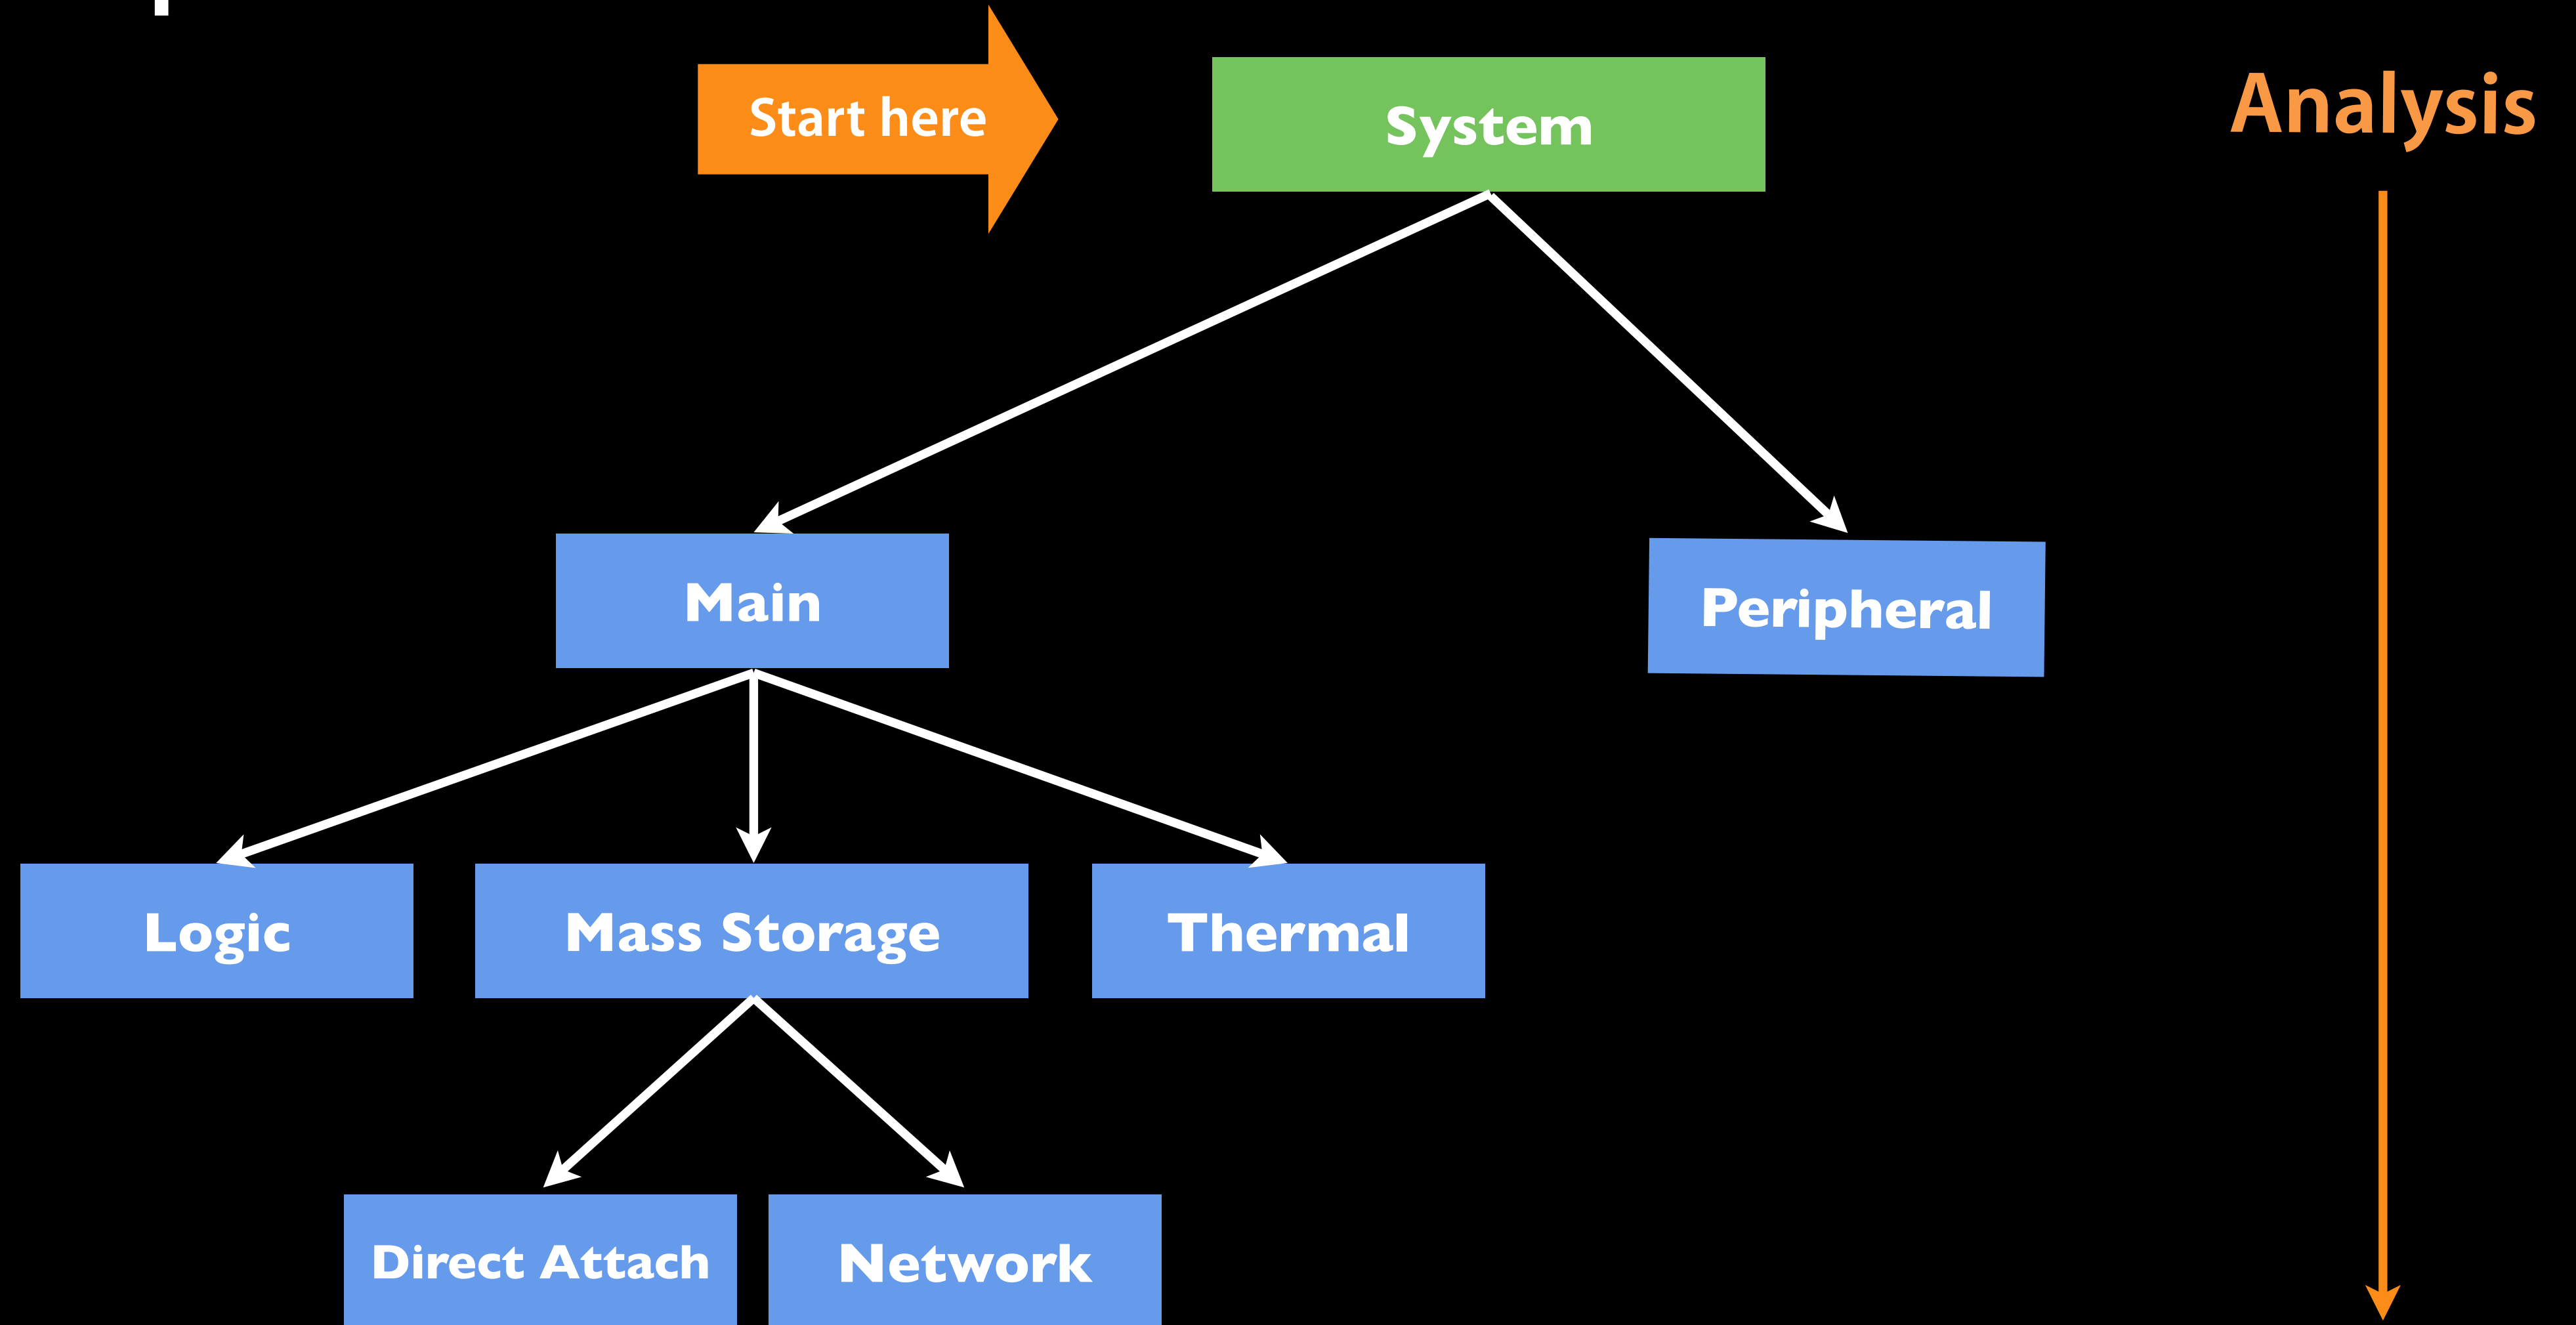 Start here
System
Analysis
Main
Peripheral
Logic
Mass Storage
Thermal
Direct Attach
Network